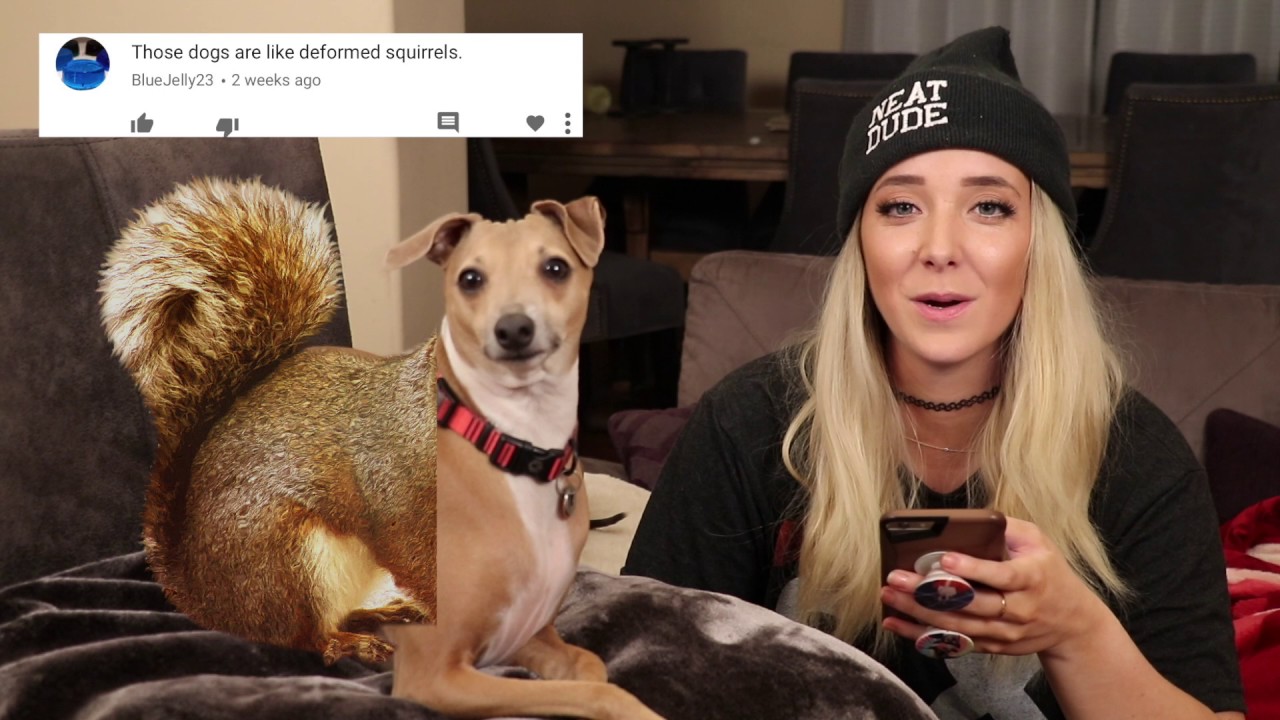 Those dogs are like deformed squirrels.
BlueJelly23 • 2 weeks ago
NEAT
DUDE